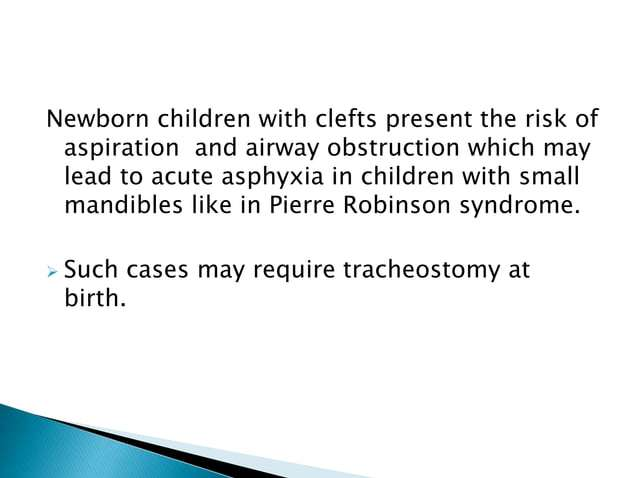 Newborn children with clefts present the risk of
aspiration  and airway obstruction which may
lead to acute asphyxia in children with small
mandibles like in Pierre Robinson syndrome.
Such cases may require tracheostomy at
birth.